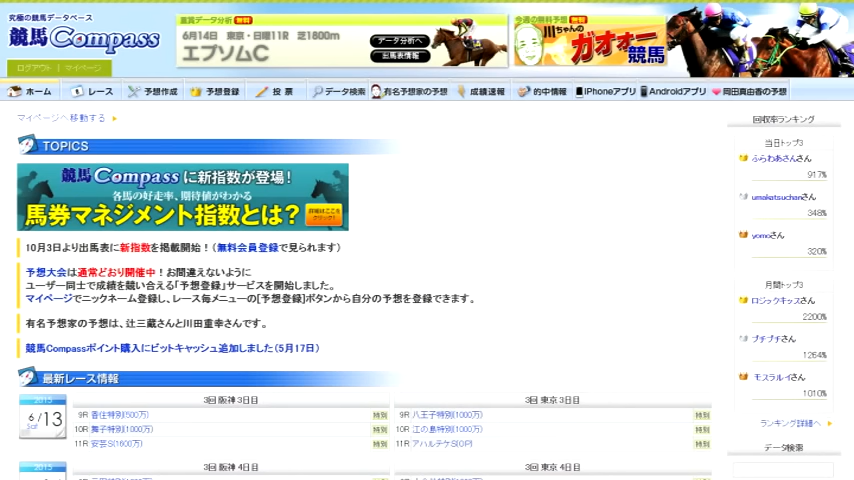 究極の競馬データベース
競馬Compass
ログアウト | マイページ
重賞データ分析 無料
6月14日 東京・日曜11R 芝1800m
エプソムC
データ分析へ
出馬表情報
今週の無料予想 無料
川ちゃんの
ガオォー
競馬
ホーム
レース
予想作成
予想登録
投票
データ検索
有名予想家の予想
成績速報
的中情報
iPhoneアプリ
Androidアプリ
岡田真由香の予想
マイページへ移動する
TOPICS
競馬Compassに新指数が登場!
各馬の好走率、期待値がわかる
馬券マネジメント指数とは?
詳細はここをクリック!
10月3日より出馬表に新指数を掲載開始!(無料会員登録で見られます)
予想大会は通常どおり開催中!お間違えないように
ユーザー同士で成績を競い合える「予想登録」サービスを開始しました。
マイページでニックネーム登録し、レース毎メニューの[予想登録]ボタンから自分の予想を登録できます。
有名予想家の予想は、辻三蔵さんと川田重幸さんです。
競馬Compassポイント購入にビットキャッシュ追加しました(5月17日)
最新レース情報
2015
6/13
Sat
3回 阪神 3日目
9R 香住特別(500万) 特別
10R 舞子特別(1000万) 特別
11R 安芸S(1600万) 特別
3回 東京 3日目
9R 八王子特別(1000万) 特別
10R 江の島特別(1000万) 特別
11R アハルテケS(OP) 特別
2015
3回 阪神 4日目
3回 東京 4日目
回収率ランキング
当日トップ3
ふらわあさんさん
917%
umakatsuchanさん
348%
yomoさん
320%
月間トップ3
ロジックキッスさん
2200%
プチプチさん
1264%
モスラルイさん
1010%
ランキング詳細へ
データ検索